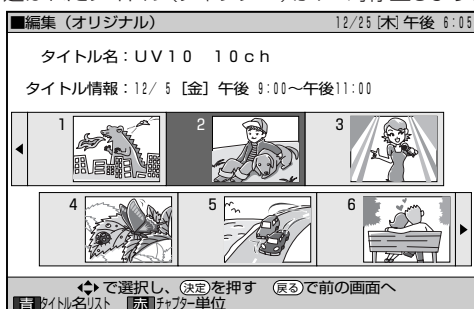 ■編集（オリジナル） 12/25[木]午後 6:05
タイトル名：UV10 10ch
タイトル情報：12/ 5 [金] 午後 9:00～午後11:00
1 2 3
4 5 6
で選択し、決定を押す 戻るで前の画面へ
青 タイトル名リスト 赤 チャプター単位